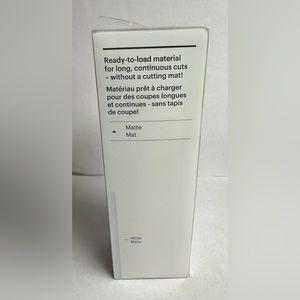 Ready-to-load material
for long, continuous cuts
– without a cutting mat!
Matériau prêt à charger
pour des coupes longues
et continues - sans tapis
de coupe!
Matte
Mat
White
Blanc